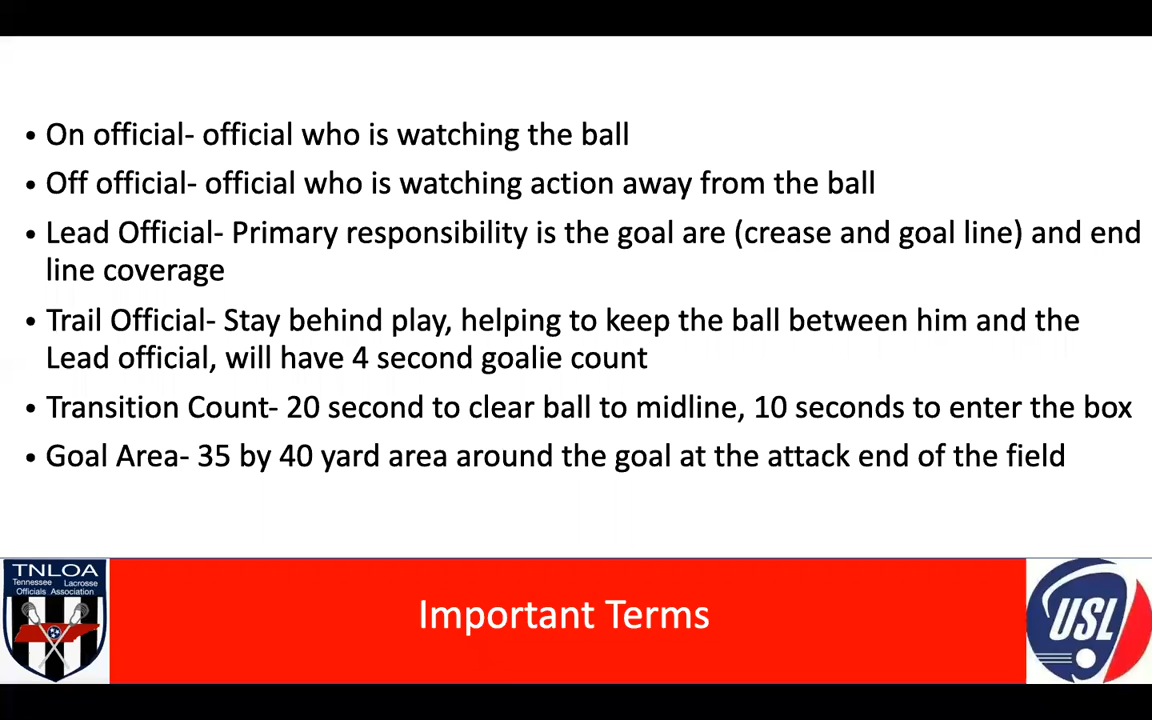 • On official- official who is watching the ball
• Off official- official who is watching action away from the ball
• Lead Official- Primary responsibility is the goal are (crease and goal line) and end
line coverage
• Trail Official- Stay behind play, helping to keep the ball between him and the
Lead official, will have 4 second goalie count
• Transition Count- 20 second to clear ball to midline, 10 seconds to enter the box
• Goal Area- 35 by 40 yard area around the goal at the attack end of the field
TNLOA
Tennessee Lacrosse
Officials Association
Important Terms
USL